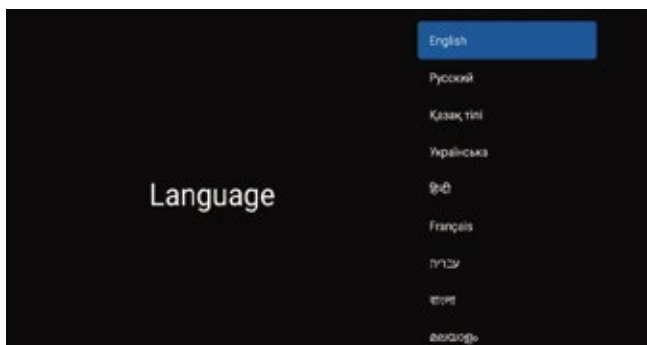 Language
English
Русский
Қазақ тілі
Українська
हिन्दी
Français
עברית
বাংলা
മലയാളം